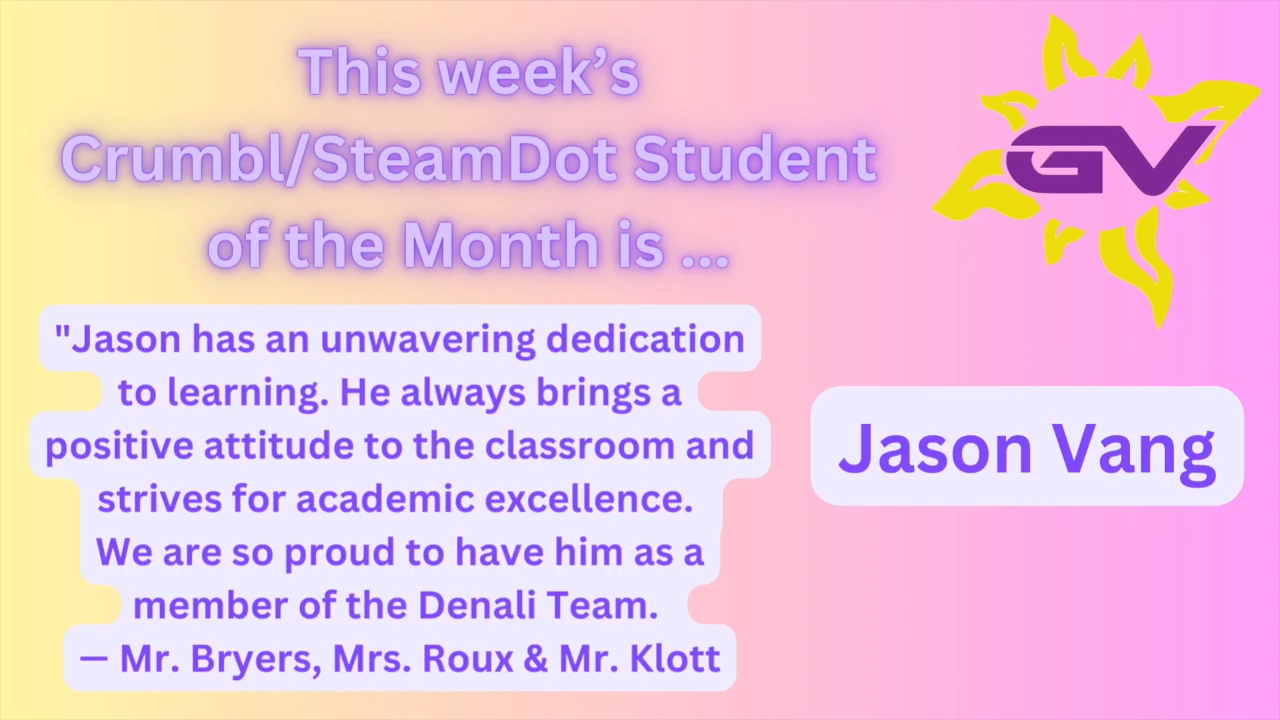 This week’s
Crumbl/SteamDot Student
of the Month is ...
GV
"Jason has an unwavering dedication
to learning. He always brings a
positive attitude to the classroom and
strives for academic excellence.
We are so proud to have him as a
member of the Denali Team.
— Mr. Bryers, Mrs. Roux & Mr. Klott
Jason Vang